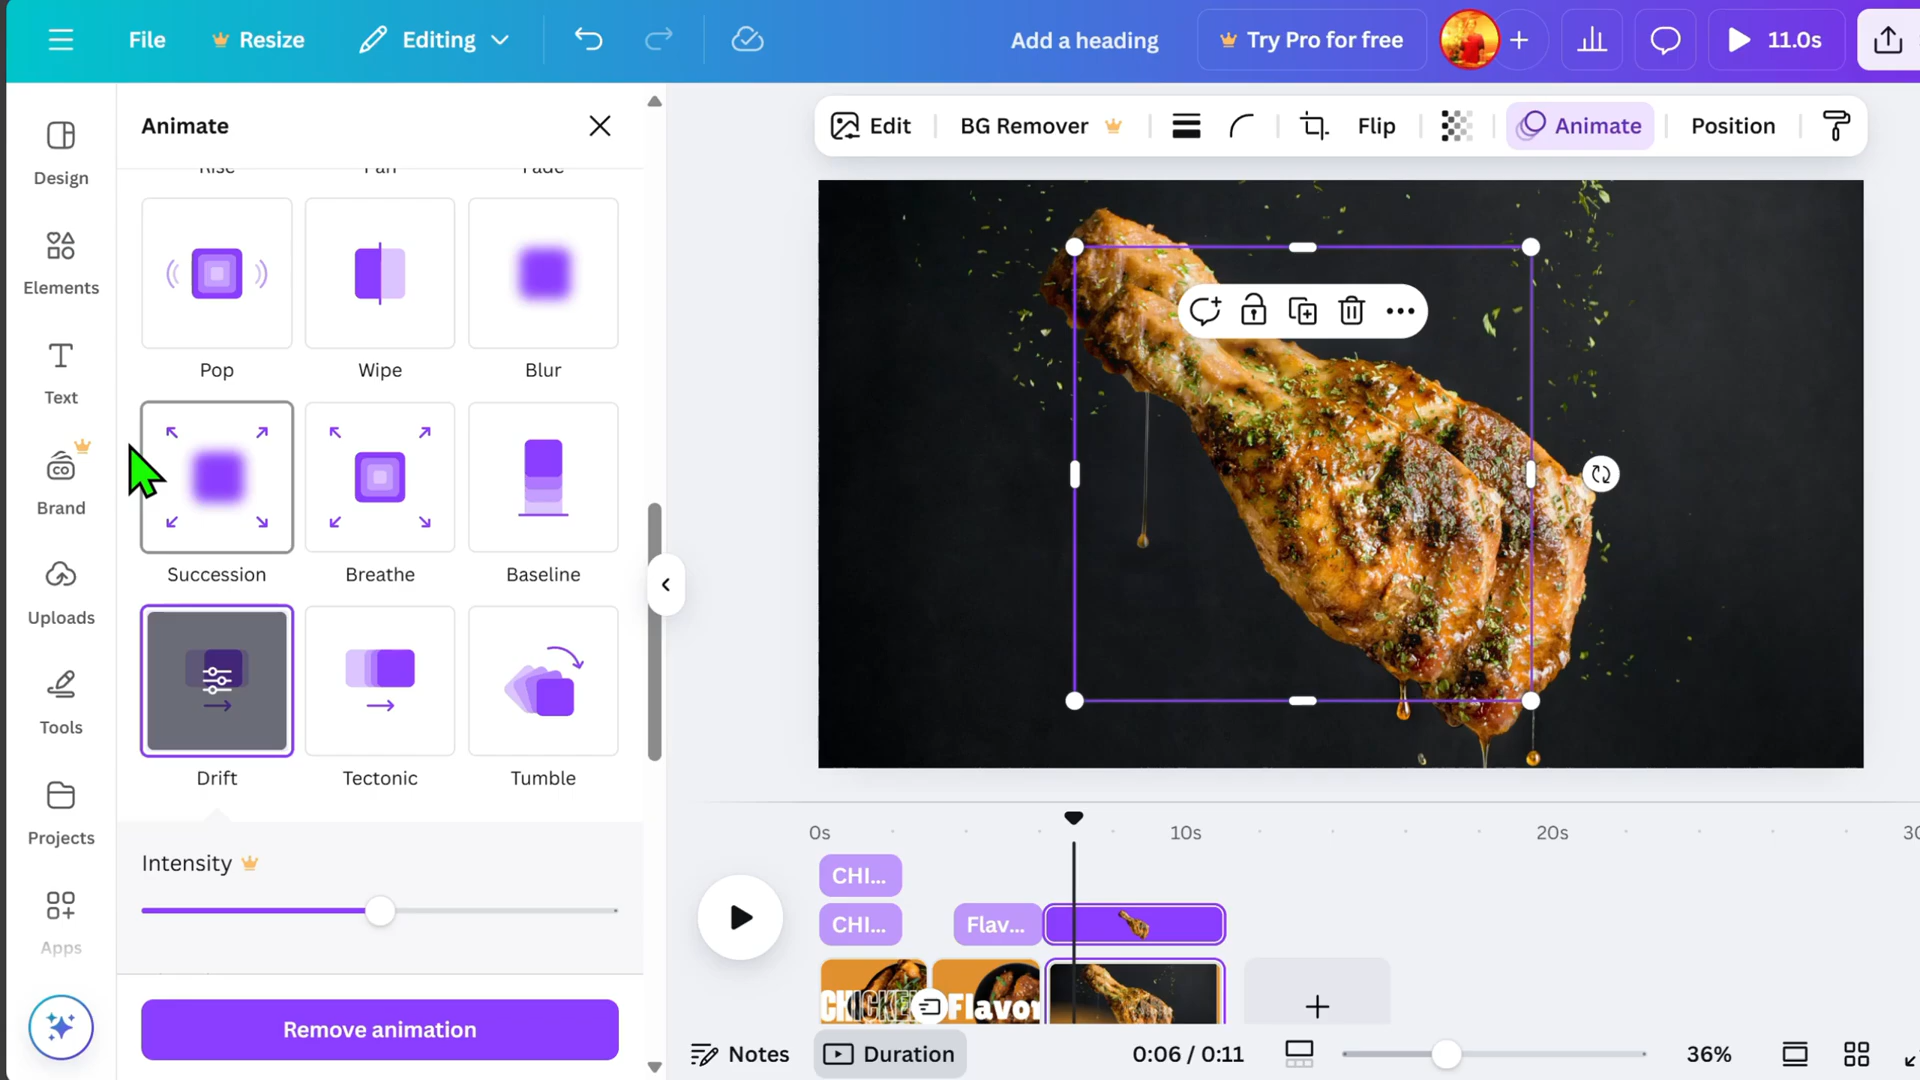 File
Resize
Editing
Add a heading
Try Pro for free
11.0s
Design
Elements
Text
Brand
CO
Uploads
Tools
Projects
Apps
Animate
Rise
Pan
Fade
Pop
Wipe
Blur
Succession
Breathe
Baseline
Drift
Tectonic
Tumble
Intensity
Remove animation
Edit
BG Remover
Flip
Animate
Position
0s
10s
20s
30
CHI...
CHI...
Flav...
CHICKE
Flavor
Notes
Duration
0:06 / 0:11
36%